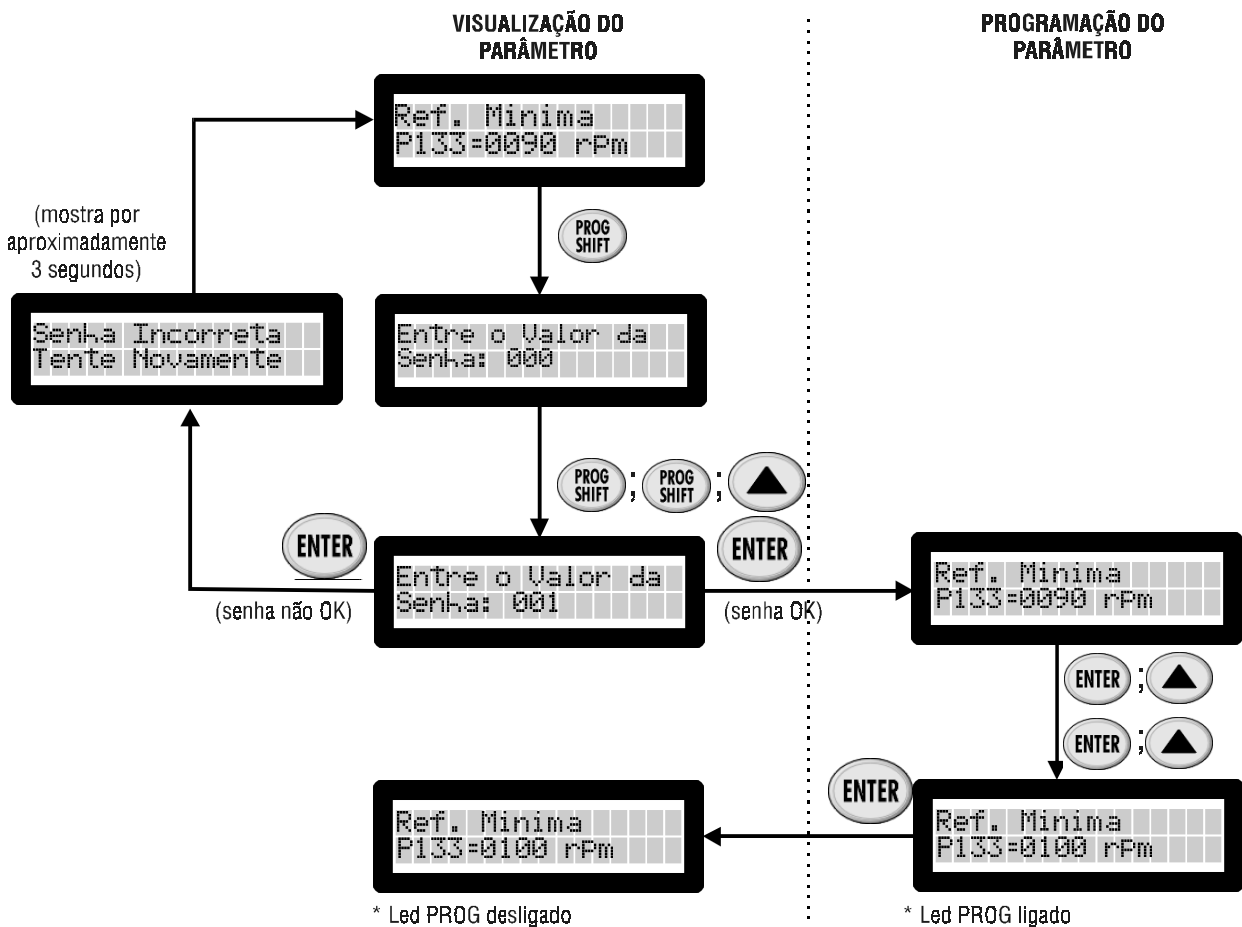 VISUALIZAÇÃO DO
PARÂMETRO
PROGRAMAÇÃO DO
PARÂMETRO
Ref. Minima
P133=0090 rpm
PROG
SHIFT
(mostra por
aproximadamente
3 segundos)
Senha Incorreta
Tente Novamente
Entre o Valor da
Senha: 000
PROG
SHIFT
;
PROG
SHIFT
;
ENTER
(senha não OK)
Entre o Valor da
Senha: 001
ENTER
(senha OK)
Ref. Minima
P133=0090 rpm
ENTER ;
ENTER ;
ENTER
Ref. Minima
P133=0100 rpm
* Led PROG desligado
Ref. Minima
P133=0100 rpm
* Led PROG ligado